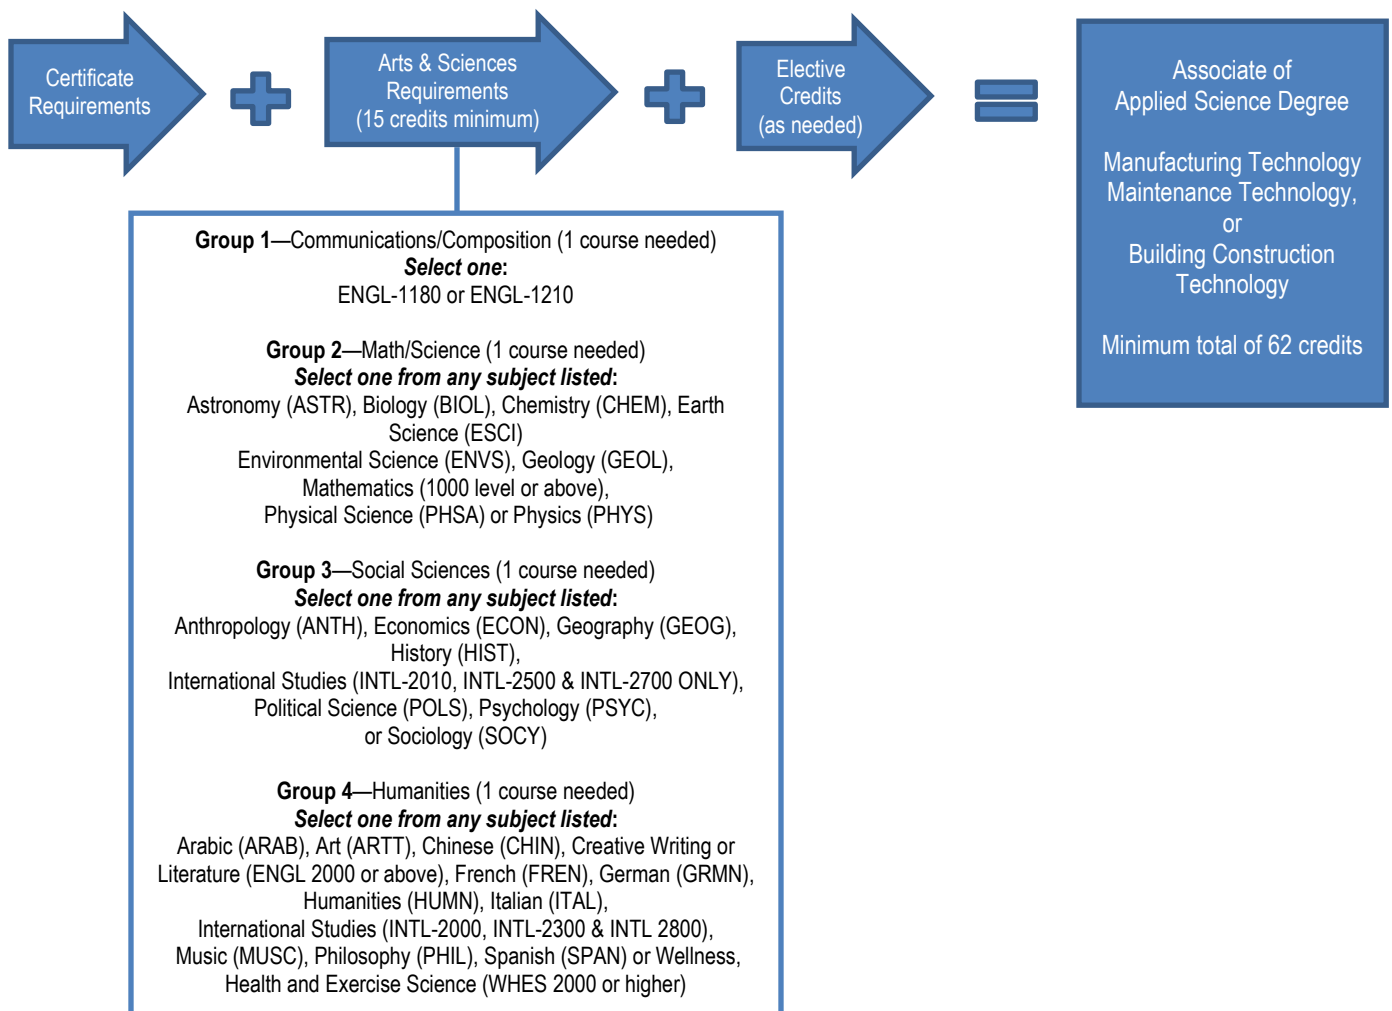 Certificate
Requirements
Arts & Sciences
Requirements
(15 credits minimum)
Elective
Credits
(as needed)
Associate of
Applied Science Degree
Manufacturing Technology
Maintenance Technology,
or
Building Construction
Technology
Minimum total of 62 credits
Group 1—Communications/Composition (1 course needed)
Select one:
ENGL-1180 or ENGL-1210
Group 2—Math/Science (1 course needed)
Select one from any subject listed:
Astronomy (ASTR), Biology (BIOL), Chemistry (CHEM), Earth
Science (ESCI)
Environmental Science (ENVS), Geology (GEOL),
Mathematics (1000 level or above),
Physical Science (PHSA) or Physics (PHYS)
Group 3—Social Sciences (1 course needed)
Select one from any subject listed:
Anthropology (ANTH), Economics (ECON), Geography (GEOG),
History (HIST),
International Studies (INTL-2010, INTL-2500 & INTL-2700 ONLY),
Political Science (POLS), Psychology (PSYC),
or Sociology (SOCY)
Group 4—Humanities (1 course needed)
Select one from any subject listed:
Arabic (ARAB), Art (ARTT), Chinese (CHIN), Creative Writing or
Literature (ENGL 2000 or above), French (FREN), German (GRMN),
Humanities (HUMN), Italian (ITAL),
International Studies (INTL-2000, INTL-2300 & INTL 2800),
Music (MUSC), Philosophy (PHIL), Spanish (SPAN) or Wellness,
Health and Exercise Science (WHES 2000 or higher)